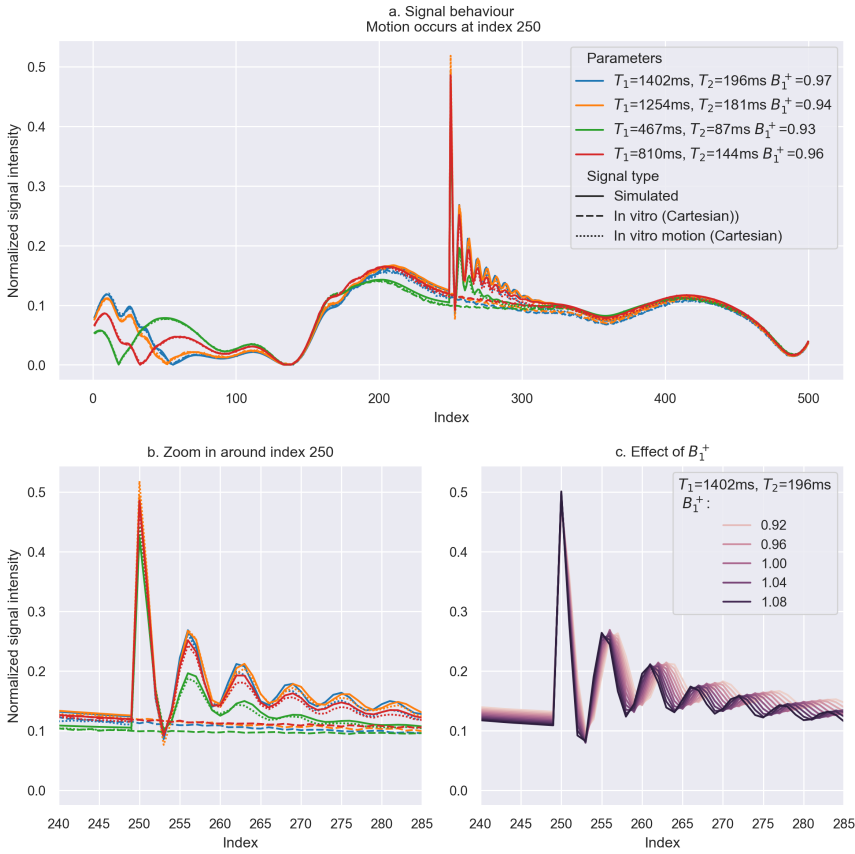 a. Signal behaviour
Motion occurs at index 250
Normalized signal intensity
0.5
0.4
0.3
0.2
0.1
0.0
0 100 200 300 400 500
Index
Parameters
T₁=1402ms, T₂=196ms B₁⁺=0.97
T₁=1254ms, T₂=181ms B₁⁺=0.94
T₁=467ms, T₂=87ms B₁⁺=0.93
T₁=810ms, T₂=144ms B₁⁺=0.96
Signal type
Simulated
In vitro (Cartesian))
In vitro motion (Cartesian)
b. Zoom in around index 250
Normalized signal intensity
0.5
0.4
0.3
0.2
0.1
0.0
240 245 250 255 260 265 270 275 280 285
Index
c. Effect of B₁⁺
T₁=1402ms, T₂=196ms
B₁⁺:
0.92
0.96
1.00
1.04
1.08
0.5
0.4
0.3
0.2
0.1
0.0
240 245 250 255 260 265 270 275 280 285
Index